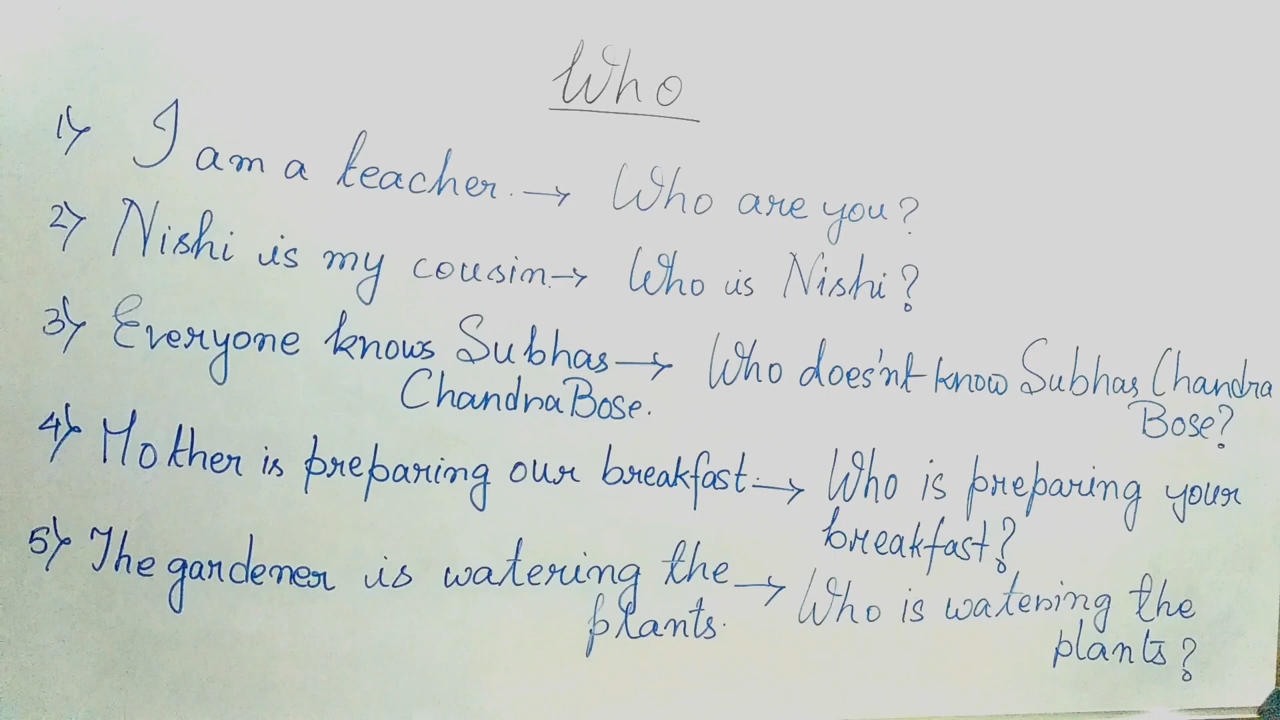 Who
1) I am a teacher. → Who are you?
2) Nishi is my cousin. → Who is Nishi?
3) Everyone knows Subhas → Who does'nt know Subhas Chandra
Chandra Bose. Bose?
4) Mother is preparing our breakfast. → Who is preparing your
breakfast?
5) The gardener is watering the → Who is watering the
plants. plants?